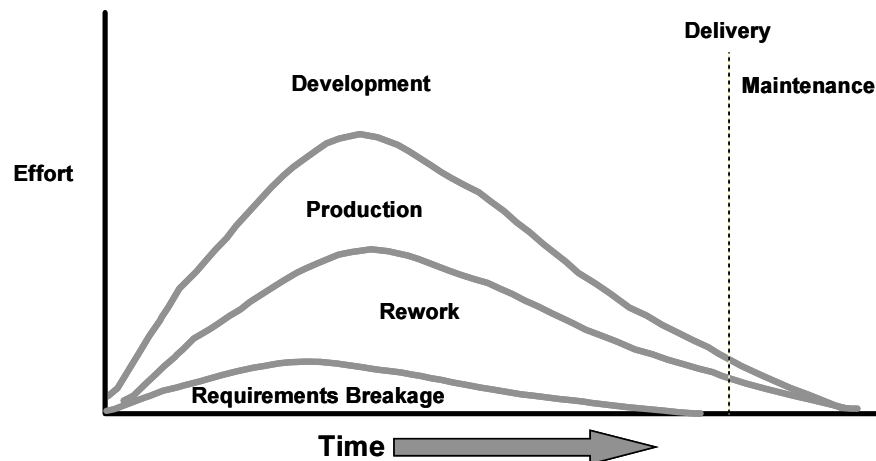 Delivery
Development
Maintenance
Effort
Production
Rework
Requirements Breakage
Time